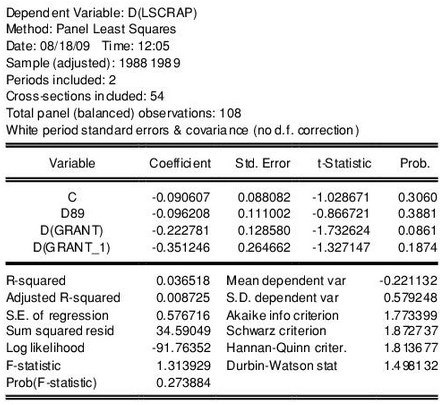 Dependent Variable: D(LSCRAP)
Method: Panel Least Squares
Date: 08/18/09 Time: 12:05
Sample (adjusted): 1988 1989
Periods included: 2
Cross-sections included: 54
Total panel (balanced) observations: 108
White period standard errors & covariance (no d.f. correction)
Variable Coefficient Std. Error t-Statistic Prob.
C -0.090607 0.088082 -1.028671 0.3060
D89 -0.096208 0.111002 -0.866721 0.3881
D(GRANT) -0.222781 0.128580 -1.732624 0.0861
D(GRANT_1) -0.351246 0.264662 -1.327147 0.1874
R-squared 0.036518 Mean dependent var -0.221132
Adjusted R-squared 0.008725 S.D. dependent var 0.579248
S.E. of regression 0.576716 Akaike info criterion 1.773399
Sum squared resid 34.59049 Schwarz criterion 1.872737
Log likelihood -91.76352 Hannan-Quinn criter. 1.813677
F-statistic 1.313929 Durbin-Watson stat 1.498132
Prob(F-statistic) 0.273884